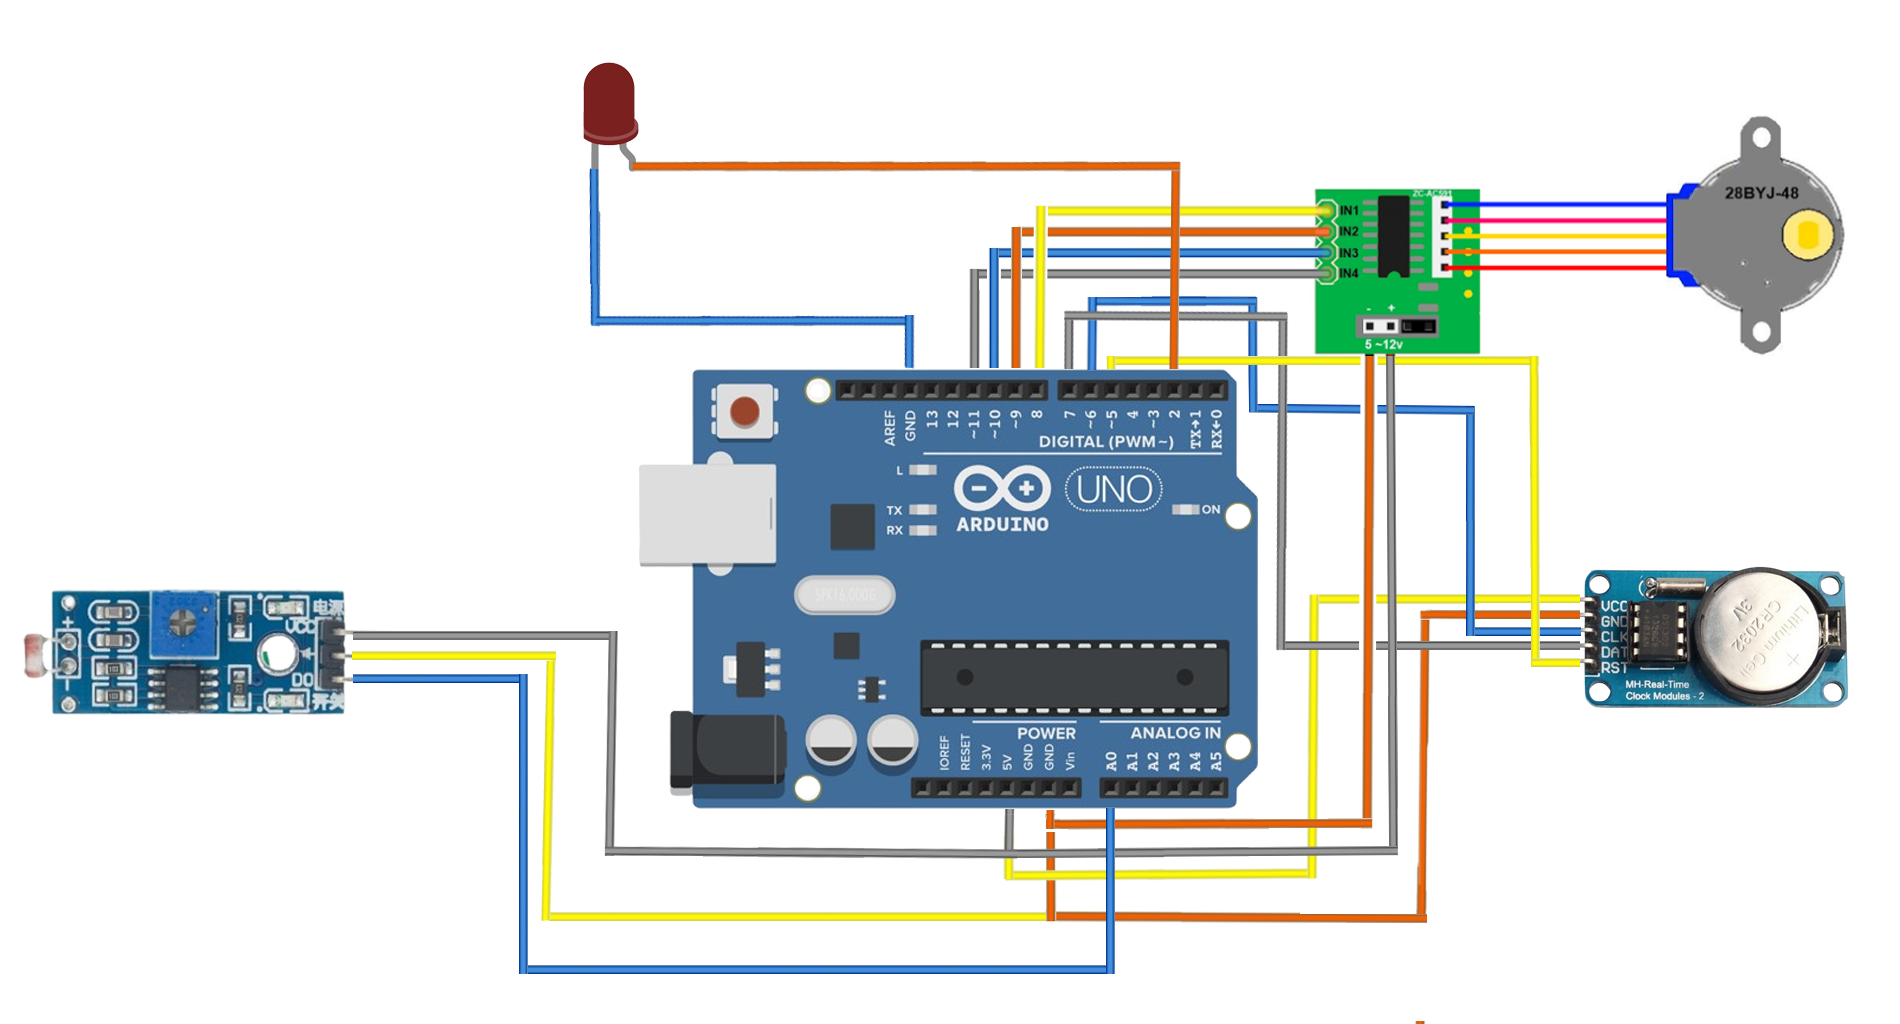 ZC-AC591
IN1
IN2
IN3
IN4
- +
5 ~12v
28BYJ-48
AREF
GND
13
12
~11
~10
~9
8
7
~6
~5
4
~3
2
TX→1
RX←0
DIGITAL (PWM~)
L
TX
RX
ARDUINO
UNO
ON
SPK16.000G
POWER
ANALOG IN
IOREF
RESET
3.3V
5V
GND
GND
Vin
A0
A1
A2
A3
A4
A5
电源
VCC
DO
开关
+
-
VCC
GND
CLK
DAT
RST
MH-Real-Time
Clock Modules - 2
Lithium Cell
CR2032
3V
+